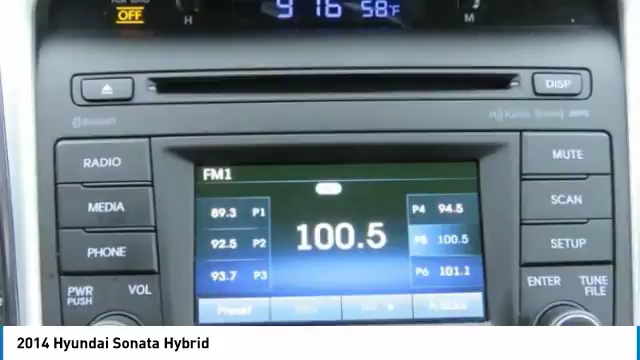 OFF
H
9 16
58°F
M
DISP
Bluetooth
RADIO
MEDIA
PHONE
PWR PUSH
VOL
FM1
89.3 P1
92.5 P2
93.7 P3
100.5
P4 94.5
P5 100.5
P6 101.1
Preset
MUTE
SCAN
SETUP
ENTER
TUNE FILE
2014 Hyundai Sonata Hybrid